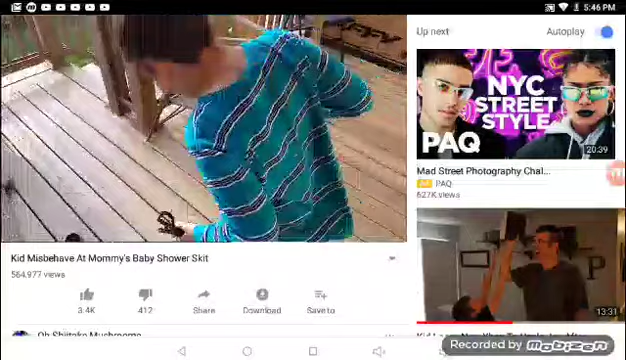 5:46 PM
Up next
Autoplay
NYC
STREET
STYLE
PAQ
20:39
Mad Street Photography Chal...
Ad PAQ
627K views
Kid Misbehave At Mommy's Baby Shower Skit
564,977 views
3.4K
412
Share
Download
Save to
13:31
Oh Shiitake Mushrooms
Recorded by MOBIZEN